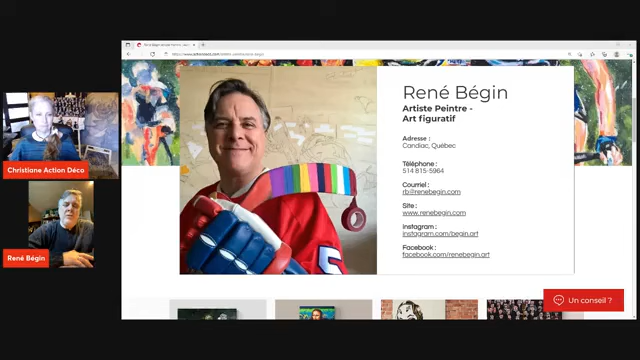 René Bégin
Artiste Peintre -
Art figuratif
Adresse :
Candiac, Québec
Téléphone :
514 815-5964
Courriel :
rb@renebegin.com
Site :
www.renebegin.com
instagram :
instagram.com/begin.art
Facebook :
facebook.com/renebegin.art
Un conseil ?
Christiane Action Déco
René Bégin
5